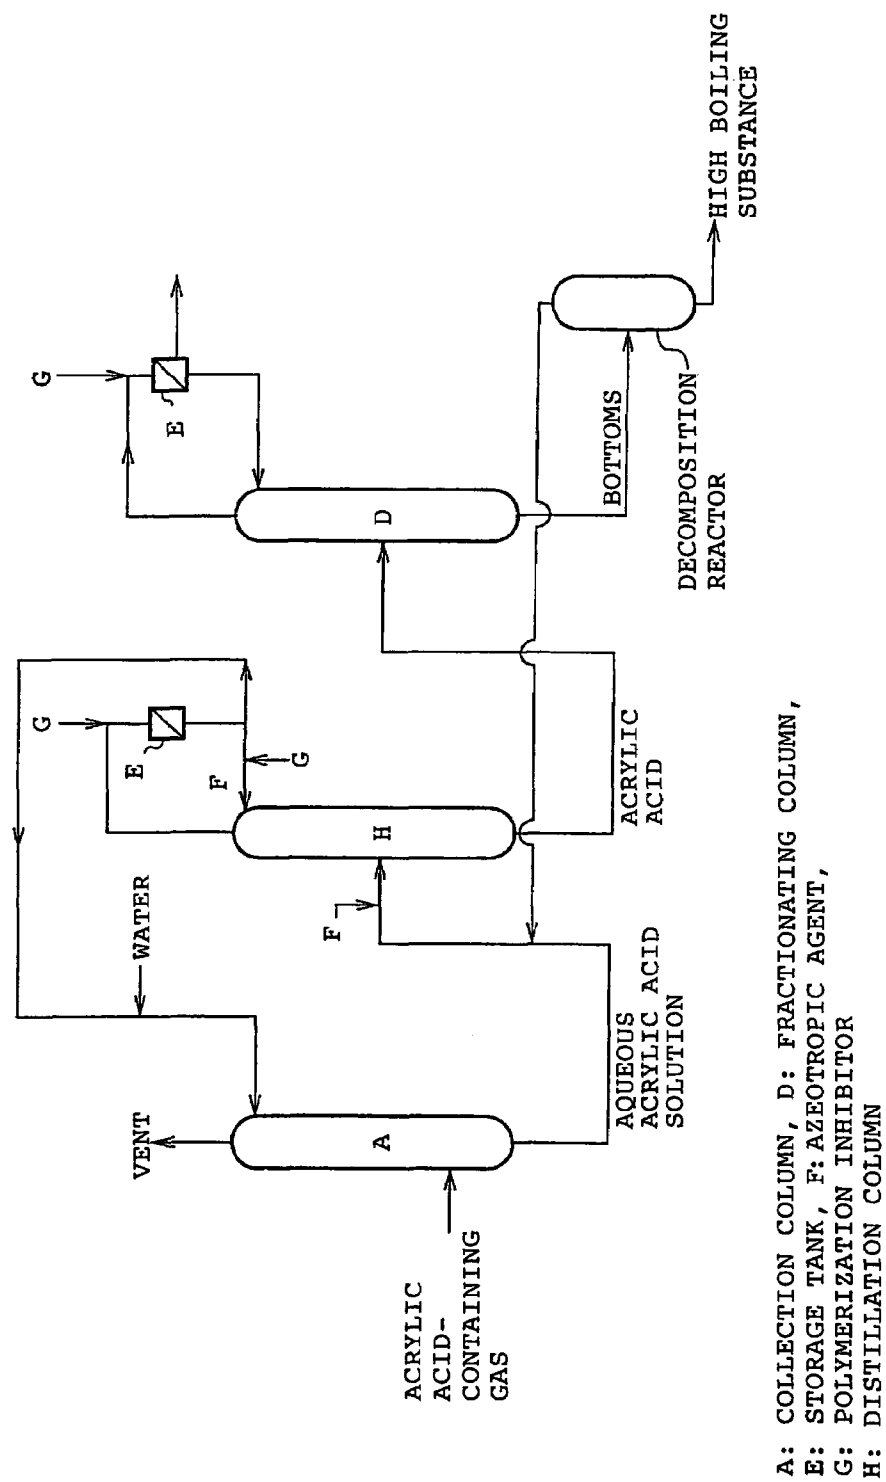 VENT
WATER
ACRYLIC
ACID-
CONTAINING
GAS
A
AQUEOUS
ACRYLIC ACID
SOLUTION
F
G
E
F
G
H
ACRYLIC
ACID
G
E
D
BOTTOMS
DECOMPOSITION
REACTOR
HIGH BOILING
SUBSTANCE
A: COLLECTION COLUMN, D: FRACTIONATING COLUMN,
E: STORAGE TANK, F: AZEOTROPIC AGENT,
G: POLYMERIZATION INHIBITOR
H: DISTILLATION COLUMN